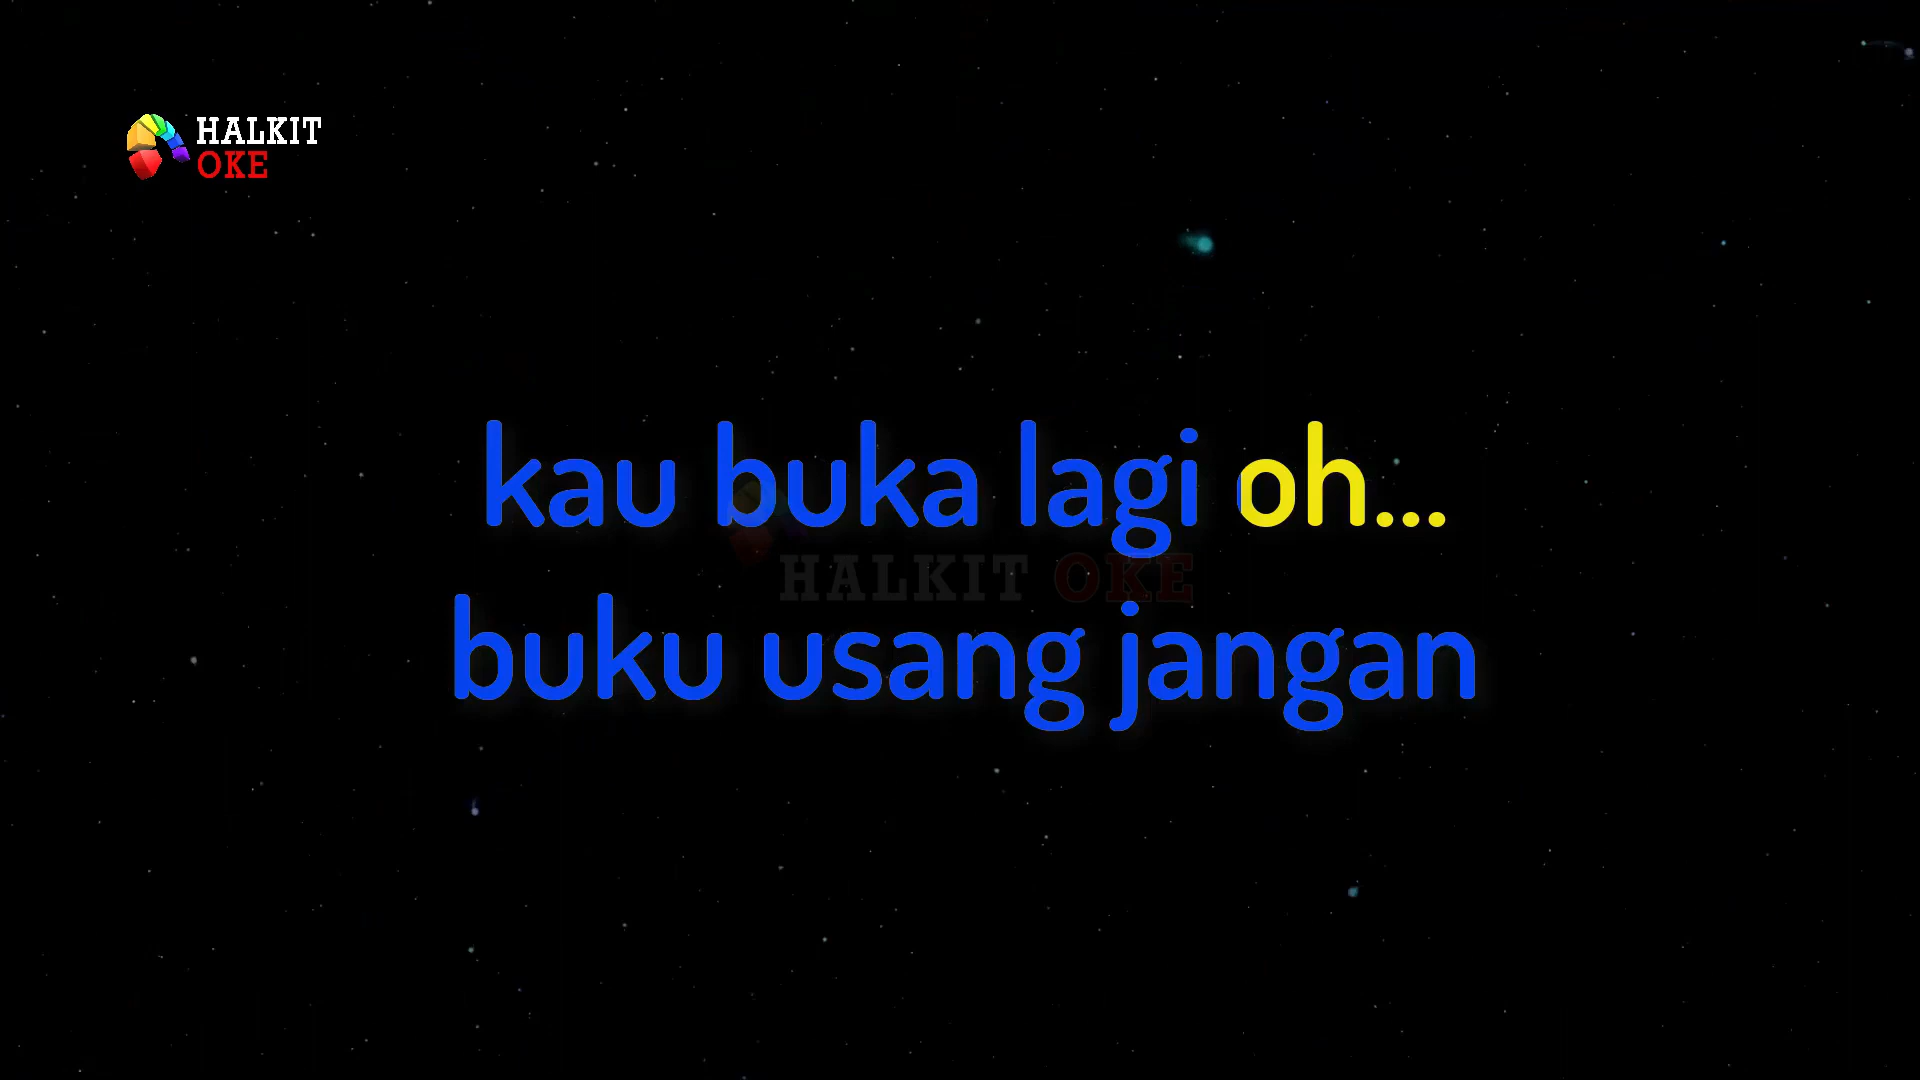 HALKIT
OKE
kau buka lagi oh...
HALKIT OKE
buku usang jangan